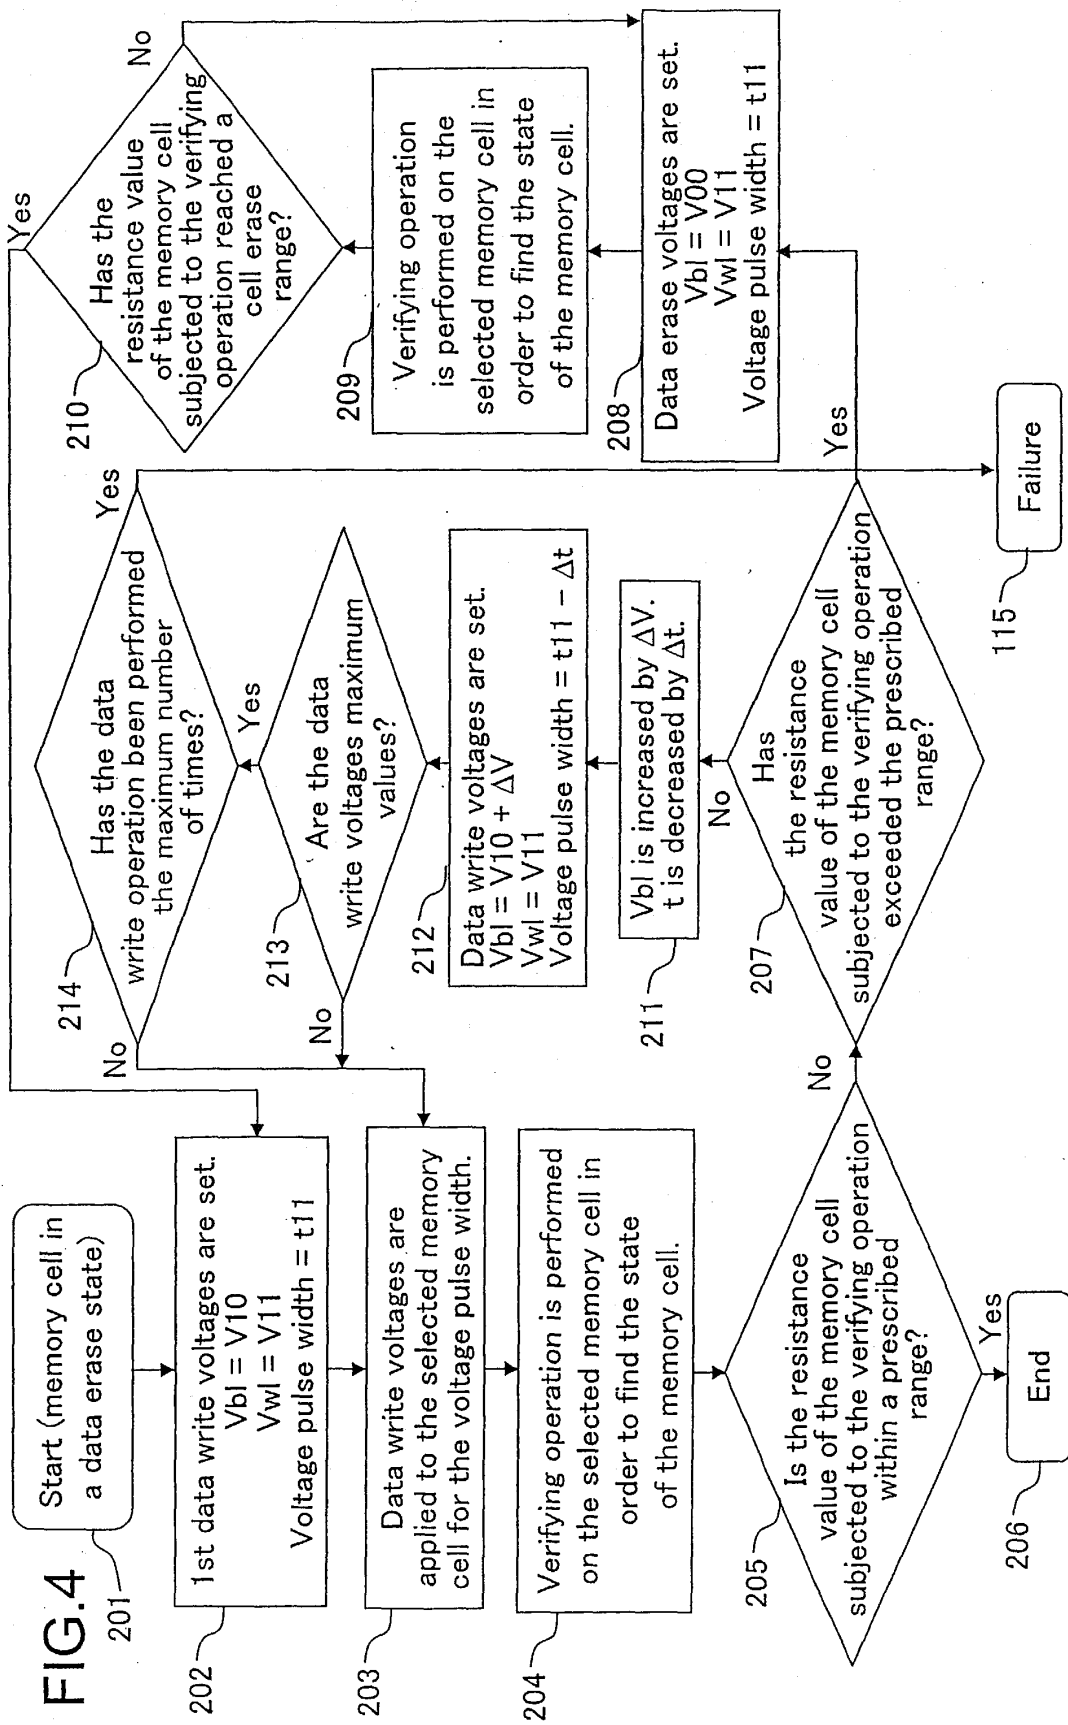 FIG.4
201
Start (memory cell in
a data erase state)
202
1st data write voltages are set.
Vbl = V10
Vwl = V11
Voltage pulse width = t11
203
Data write voltages are
applied to the selected memory
cell for the voltage pulse width.
204
Verifying operation is performed
on the selected memory cell in
order to find the state
of the memory cell.
205
Is the resistance
value of the memory cell
subjected to the verifying operation
within a prescribed
range?
Yes
No
206
End
207
Has
the resistance
value of the memory cell
subjected to the verifying operation
exceeded the prescribed
range?
No
Yes
211
Vbl is increased by ΔV.
t is decreased by Δt.
212
Data write voltages are set.
Vbl = V10 + ΔV
Vwl = V11
Voltage pulse width = t11 − Δt
213
Are the data
write voltages maximum
values?
No
Yes
214
Has the data
write operation been performed
the maximum number
of times?
No
Yes
115
Failure
208
Data erase voltages are set.
Vbl = V00
Vwl = V11
Voltage pulse width = t11
209
Verifying operation
is performed on the
selected memory cell in
order to find the state
of the memory cell.
210
Has the
resistance value
of the memory cell
subjected to the verifying
operation reached a
cell erase
range?
Yes
No